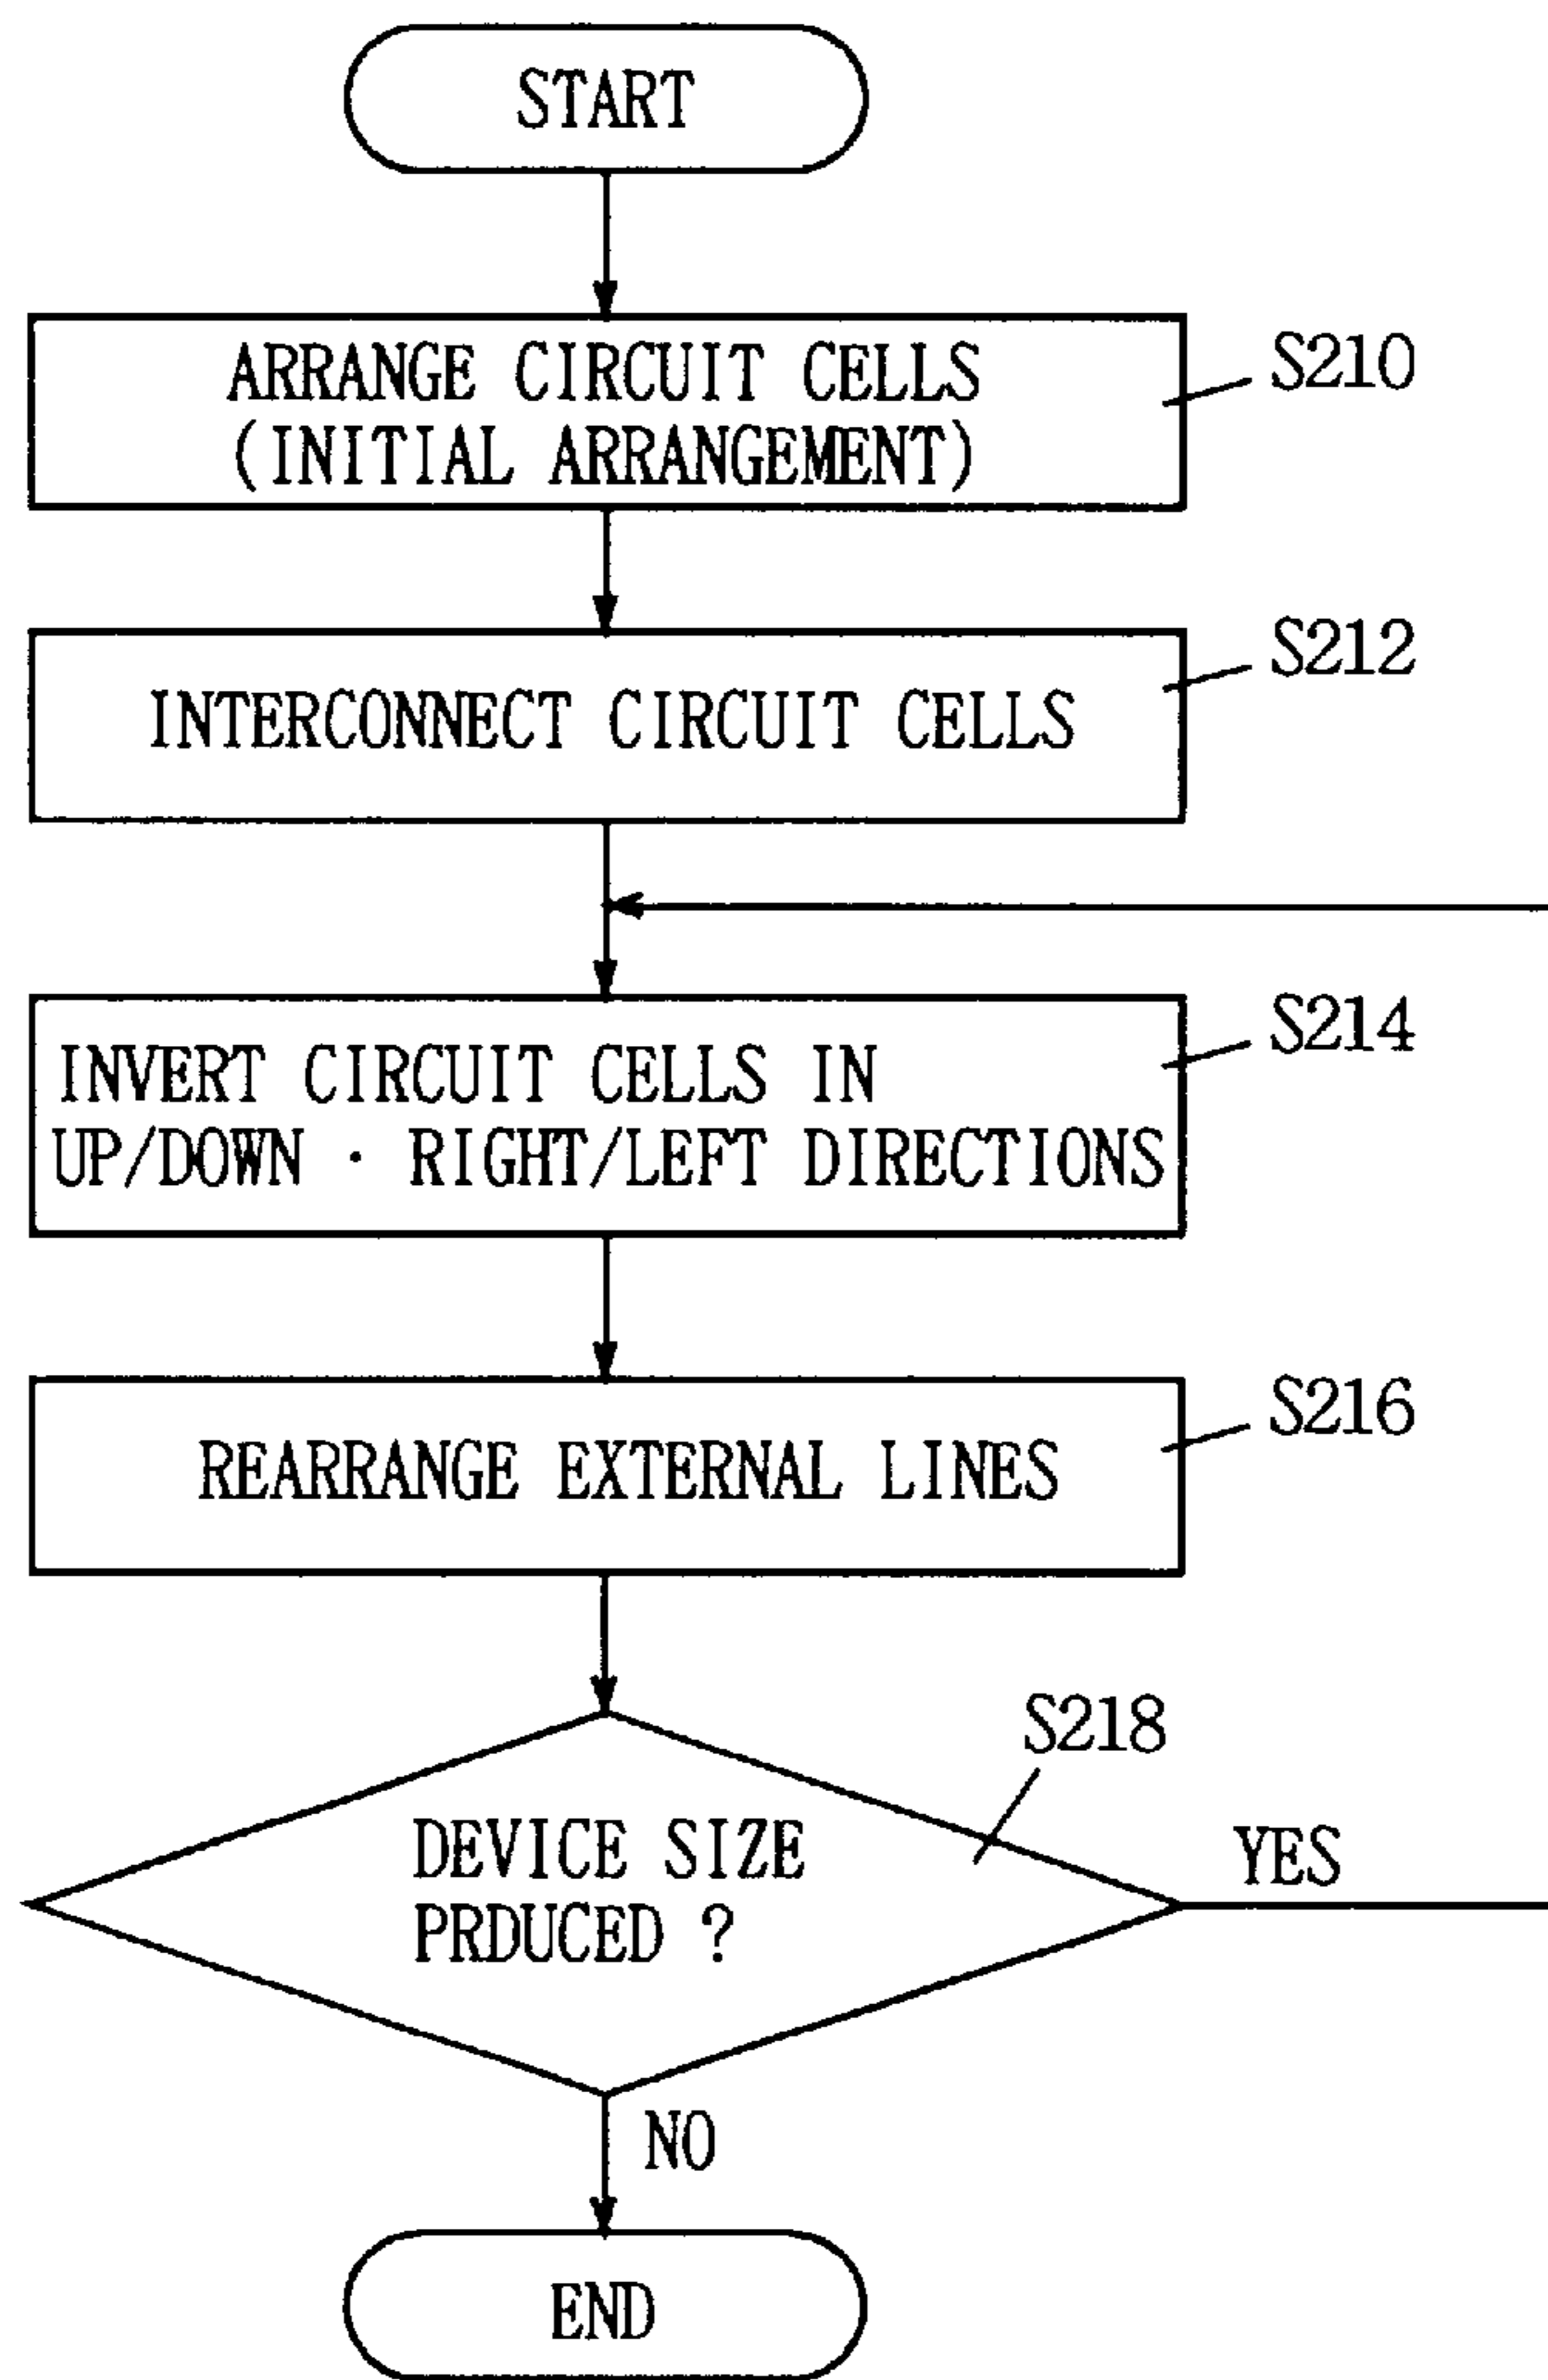 START
ARRANGE CIRCUIT CELLS
(INITIAL ARRANGEMENT)
S210
INTERCONNECT CIRCUIT CELLS
S212
INVERT CIRCUIT CELLS IN
UP/DOWN · RIGHT/LEFT DIRECTIONS
S214
REARRANGE EXTERNAL LINES
S216
S218
DEVICE SIZE
PRDUCED ?
YES
NO
END